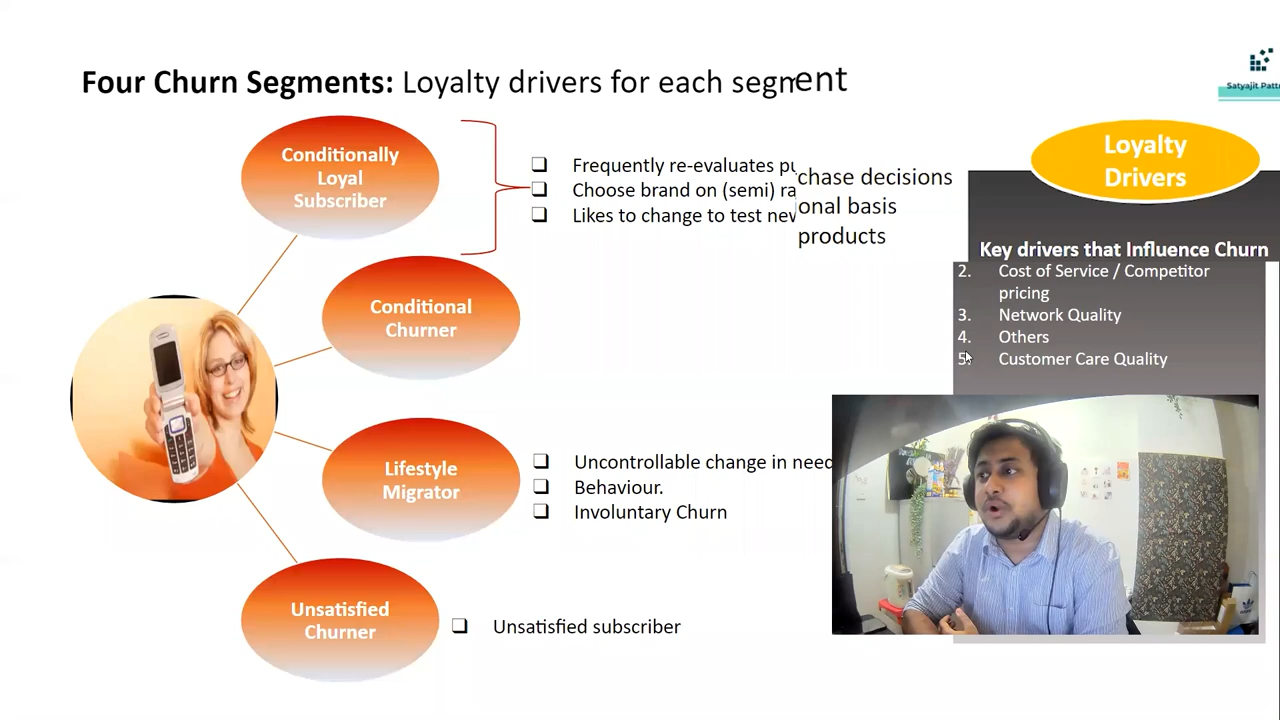 Four Churn Segments: Loyalty drivers for each segment
Satyajit
Conditionally
Loyal
Subscriber
Frequently re-evaluates purchase decisions
Choose brand on (semi) rational basis
Likes to change to test new products
Conditional
Churner
Lifestyle
Migrator
Uncontrollable change in need
Behaviour.
Involuntary Churn
Unsatisfied
Churner
Unsatisfied subscriber
Loyalty
Drivers
Key drivers that Influence Churn
2. Cost of Service / Competitor
pricing
3. Network Quality
4. Others
5. Customer Care Quality